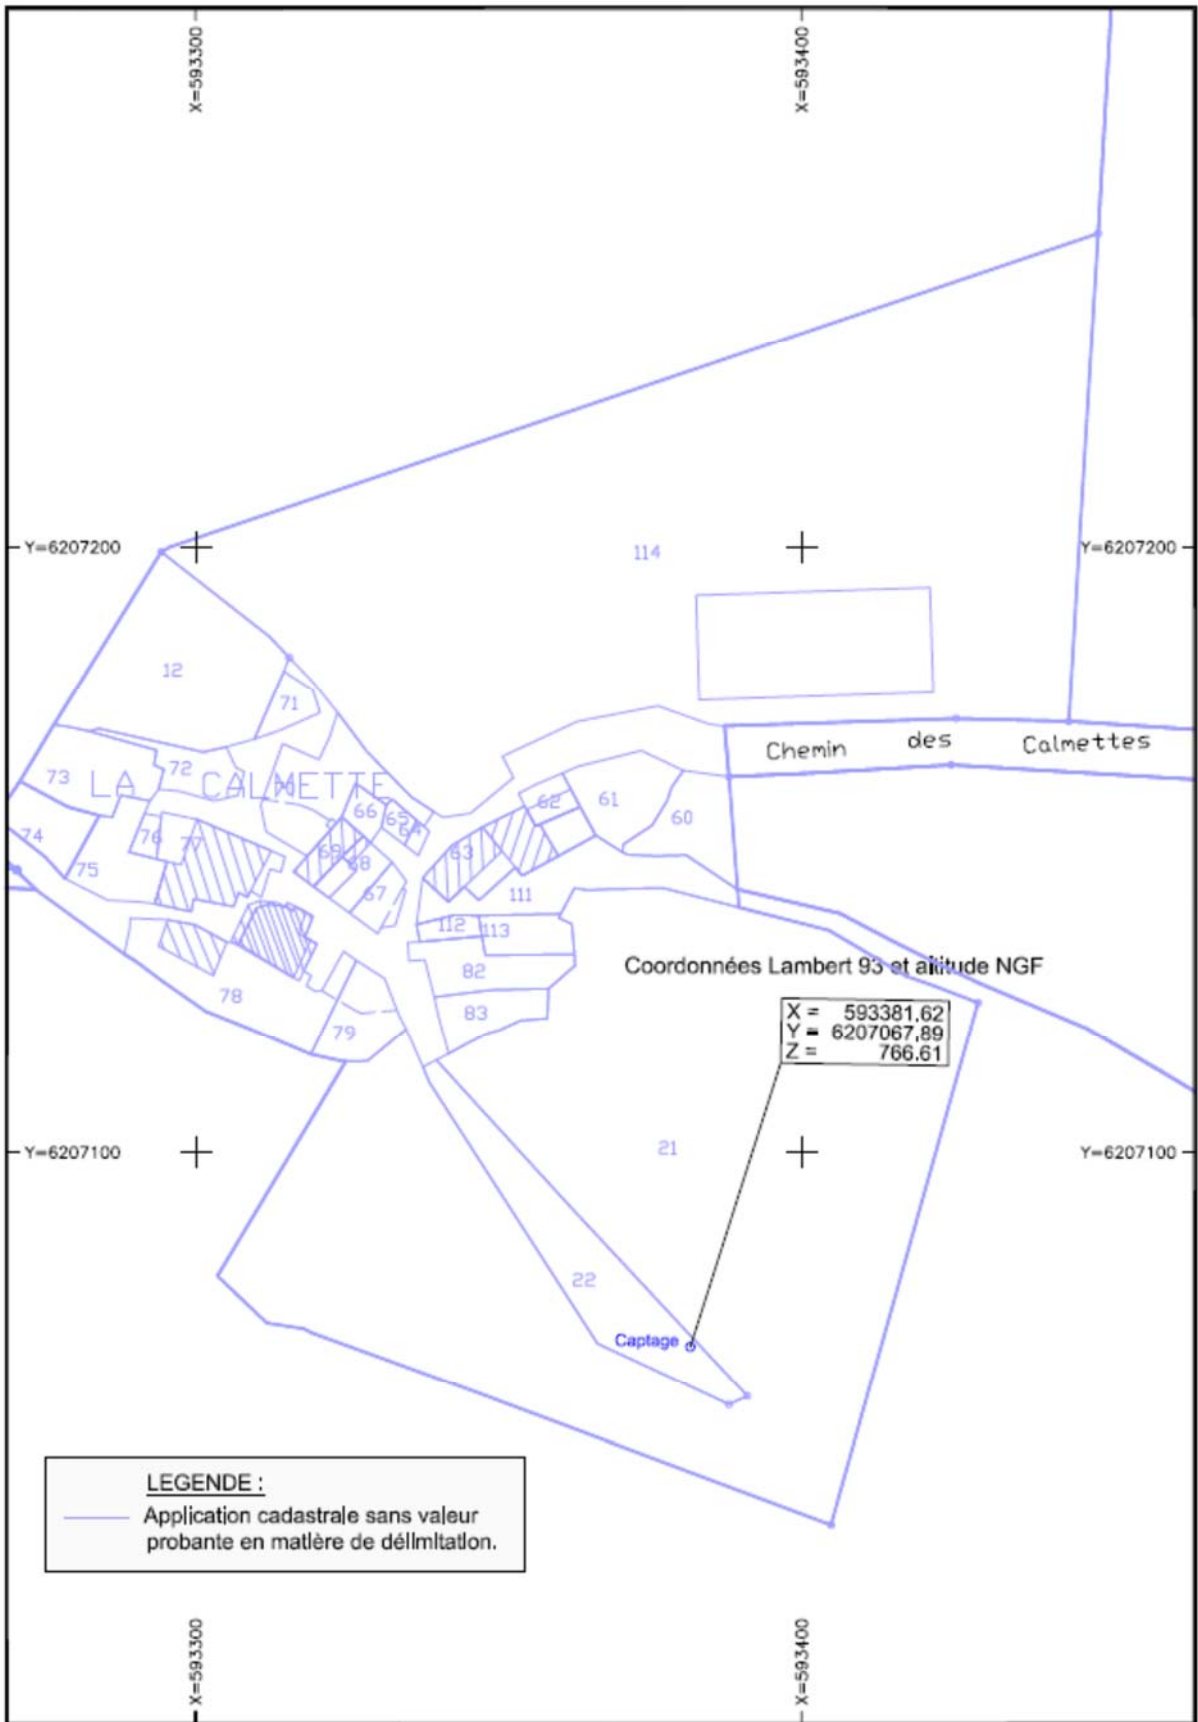 X=593300
X=593400
Y=6207200
114
Y=6207200
12
71
Chemin des Calmettes
73
LA CALMETTE
72
62
61
60
66
65
64
74
76
77
75
69
68
67
63
111
112
113
82
83
78
79
Coordonnées Lambert 93 et altitude NGF
X = 593381.62
Y = 6207067.89
Z = 766.61
Y=6207100
21
Y=6207100
22
Captage
LEGENDE :
Application cadastrale sans valeur
probante en matière de délimitation.
X=593300
X=593400